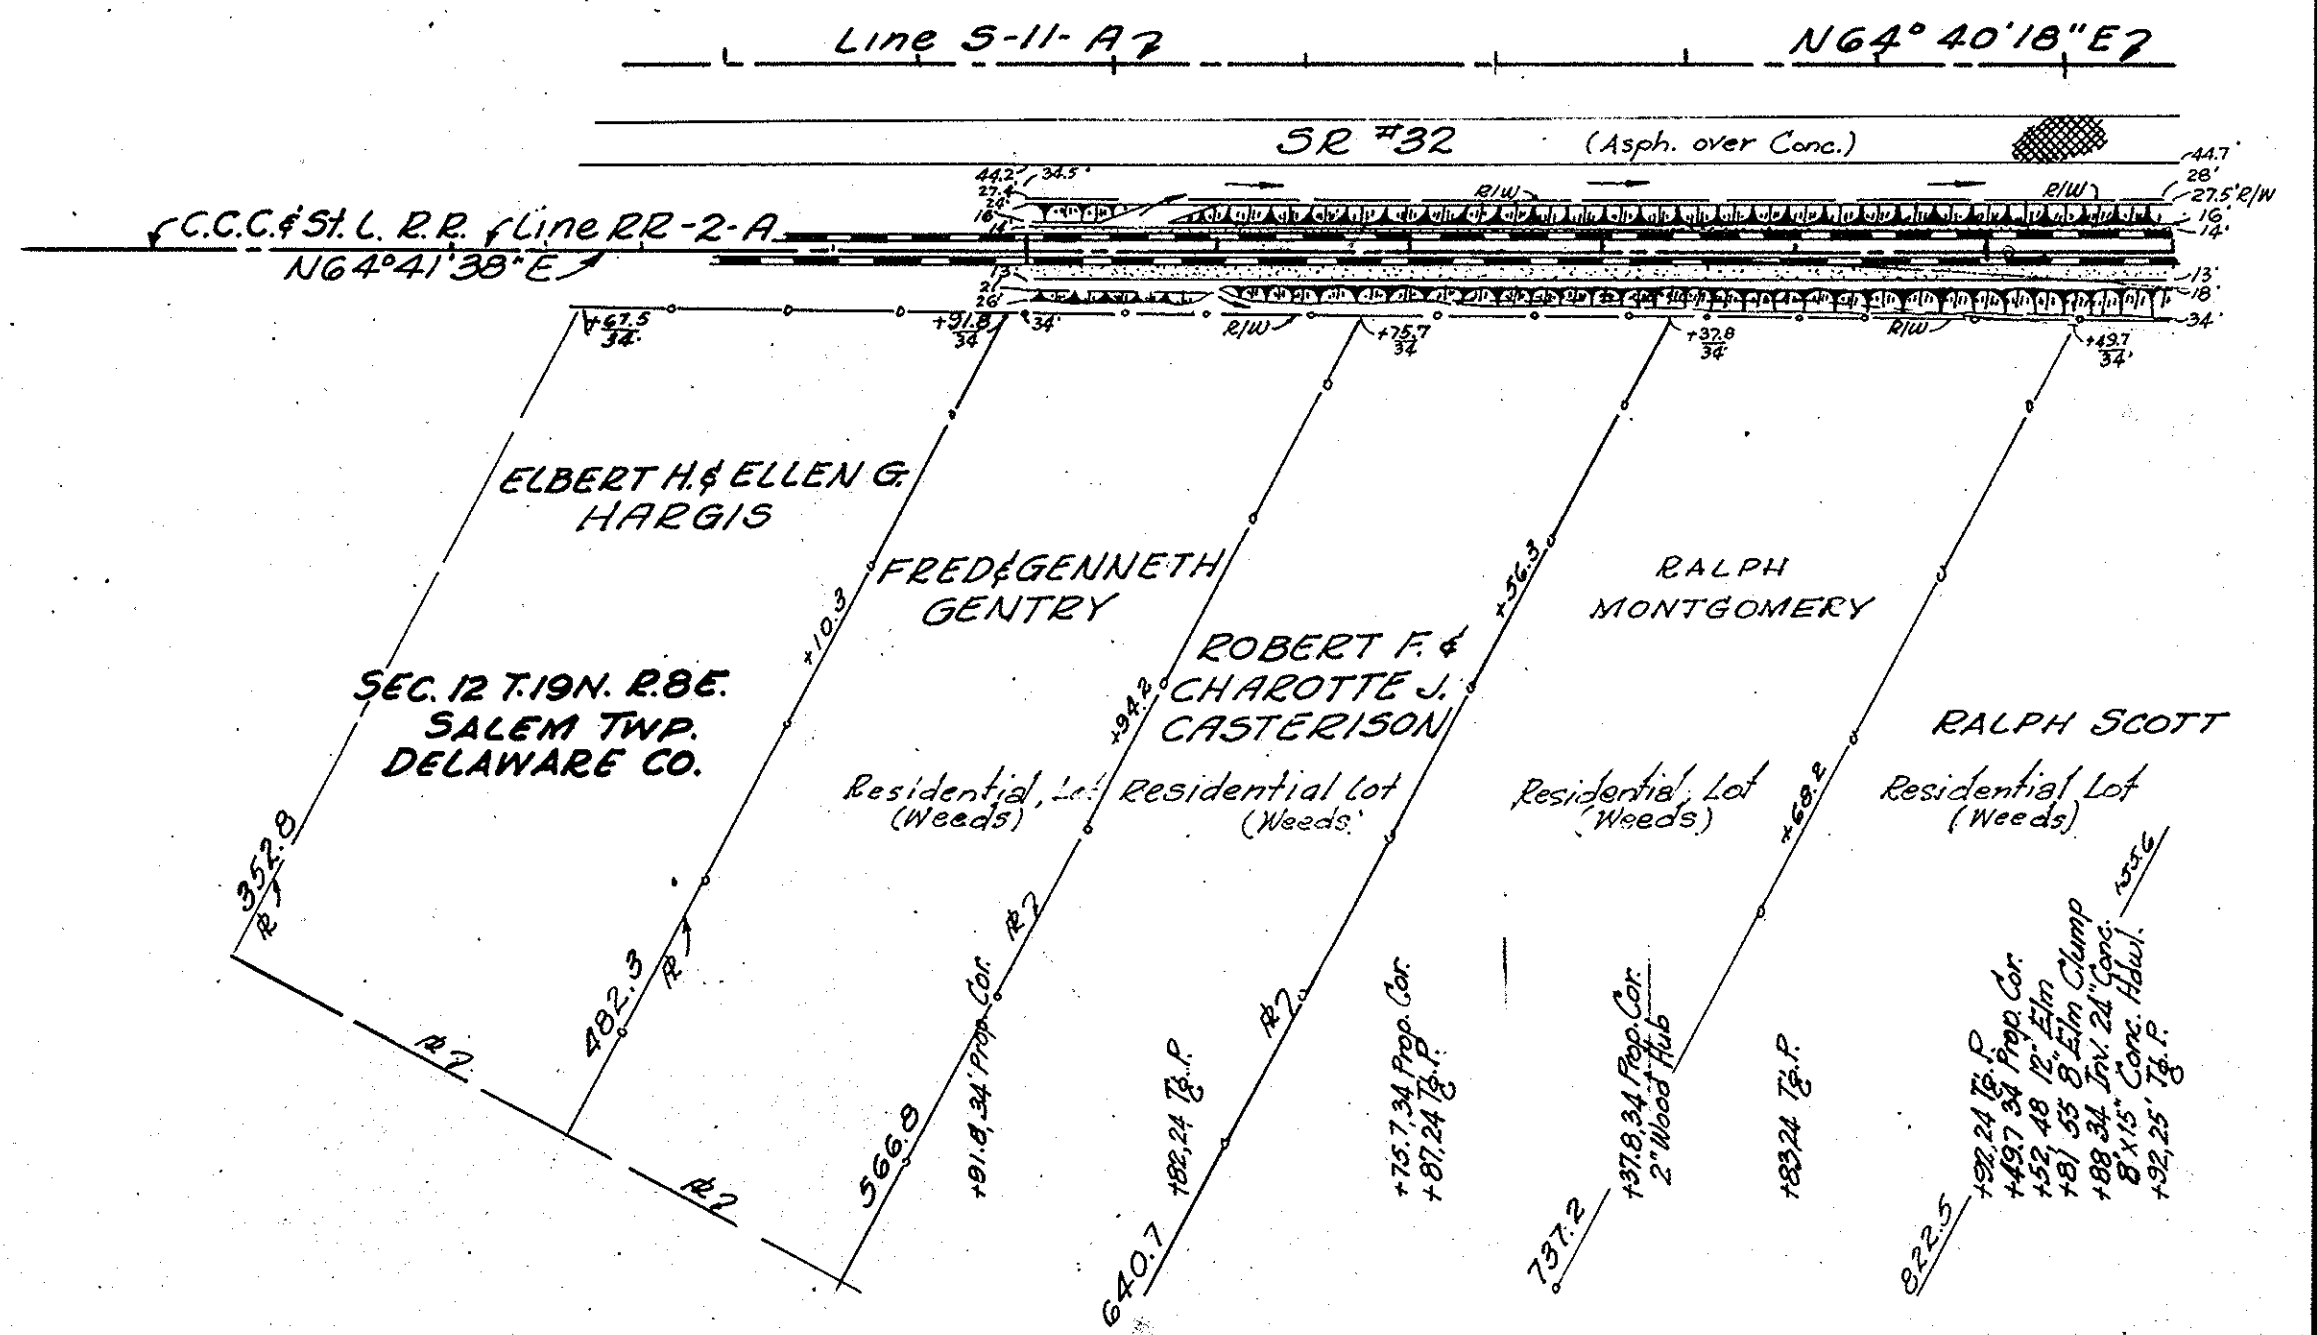 Line S-11-A
N64° 40'18"E
SR #32
(Asph. over Conc.)
44.7'
28'
27.5' R/W
16'
14'
44.2'
34.5'
27.4'
24'
16'
14'
R/W
R/W
C.C.C.& St. L. R.R.
Line RR-2-A
N64°41'38"E
13'
21'
26'
34'
13'
18'
34'
+67.5
34'
+91.8
34'
R/W
+75.7
34
+37.8
34'
R/W
+49.7
34'
ELBERT H.& ELLEN G.
HARGIS
FRED & GENNETH
GENTRY
ROBERT F. &
CHAROTTE J.
CASTERISON
RALPH
MONTGOMERY
RALPH SCOTT
SEC. 12 T.19N. R.8E.
SALEM TWP.
DELAWARE CO.
Residential Lot
(Weeds)
Residential Lot
(Weeds
Residential Lot
(Weeds)
Residential Lot
(Weeds)
+10.3
+94.2
+56.3
+68.2
+55.6
352.8
482.3
566.8
640.7
737.2
822.5
+91.8, 34' Prop. Cor.
+82, 24 Tg. P.
+75.7, 34 Prop. Cor.
+87, 24 Tg. P.
+37.8, 34 Prop. Cor.
2" Wood Hub
+83 24 Tg. P.
+92, 24 Tg. P.
+49.7 34 Prop. Cor.
+52, 48 12" Elm
+81 55 8" Elm Clump
+88 34 Inv. 24" Conc.
8' x 15" Conc. Hdwl.
+92, 25' Tg. P.